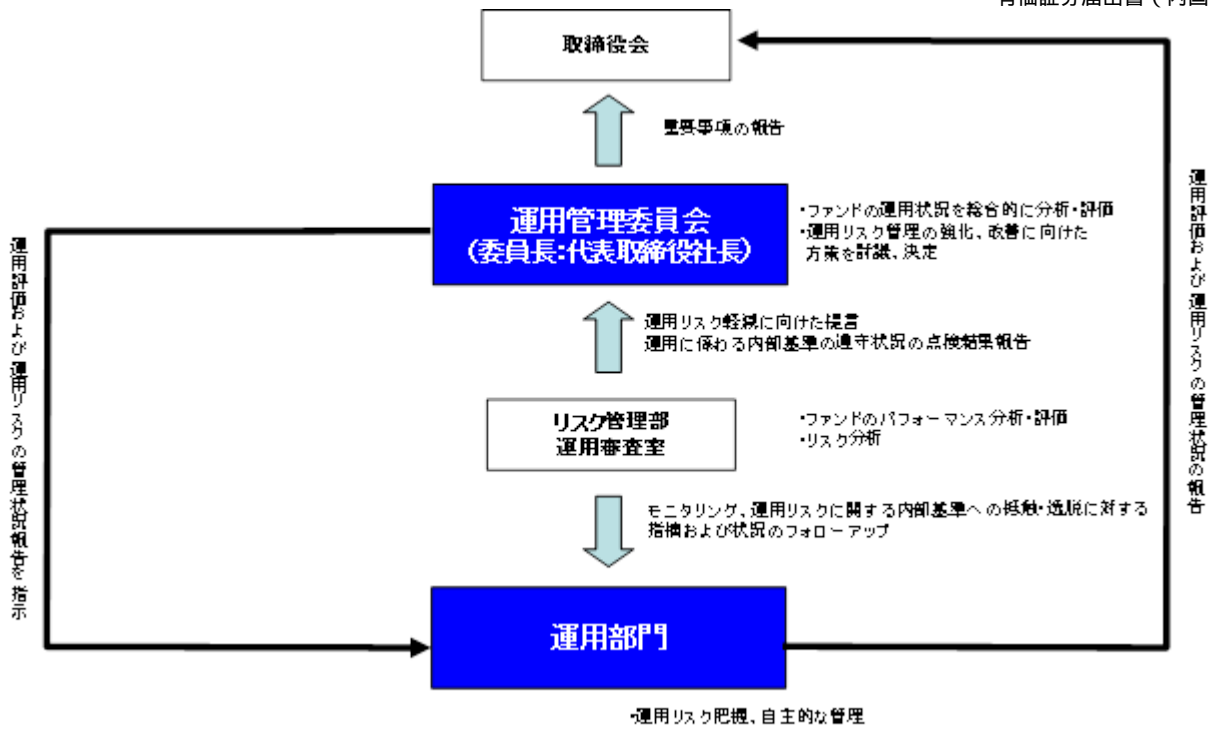 取締役会
重要事項の報告
運用管理委員会
(委員長:代表取締役社長)
・ファンドの運用状況を総合的に分析・評価
・運用リスク管理の強化、改善に向けた
方策を討議、決定
運用リスク軽減に向けた提言
運用に係わる内部基準の遵守状況の点検結果報告
リスク管理部
運用審査室
・ファンドのパフォーマンス分析・評価
・リスク分析
モニタリング、運用リスクに関する内部基準への抵触・逸脱に対する
指摘および状況のフォローアップ
運用部門
・運用リスク把握、自主的な管理
運用評価および運用リスクの管理状況報告を指示
運用評価および運用リスクの管理状況の報告